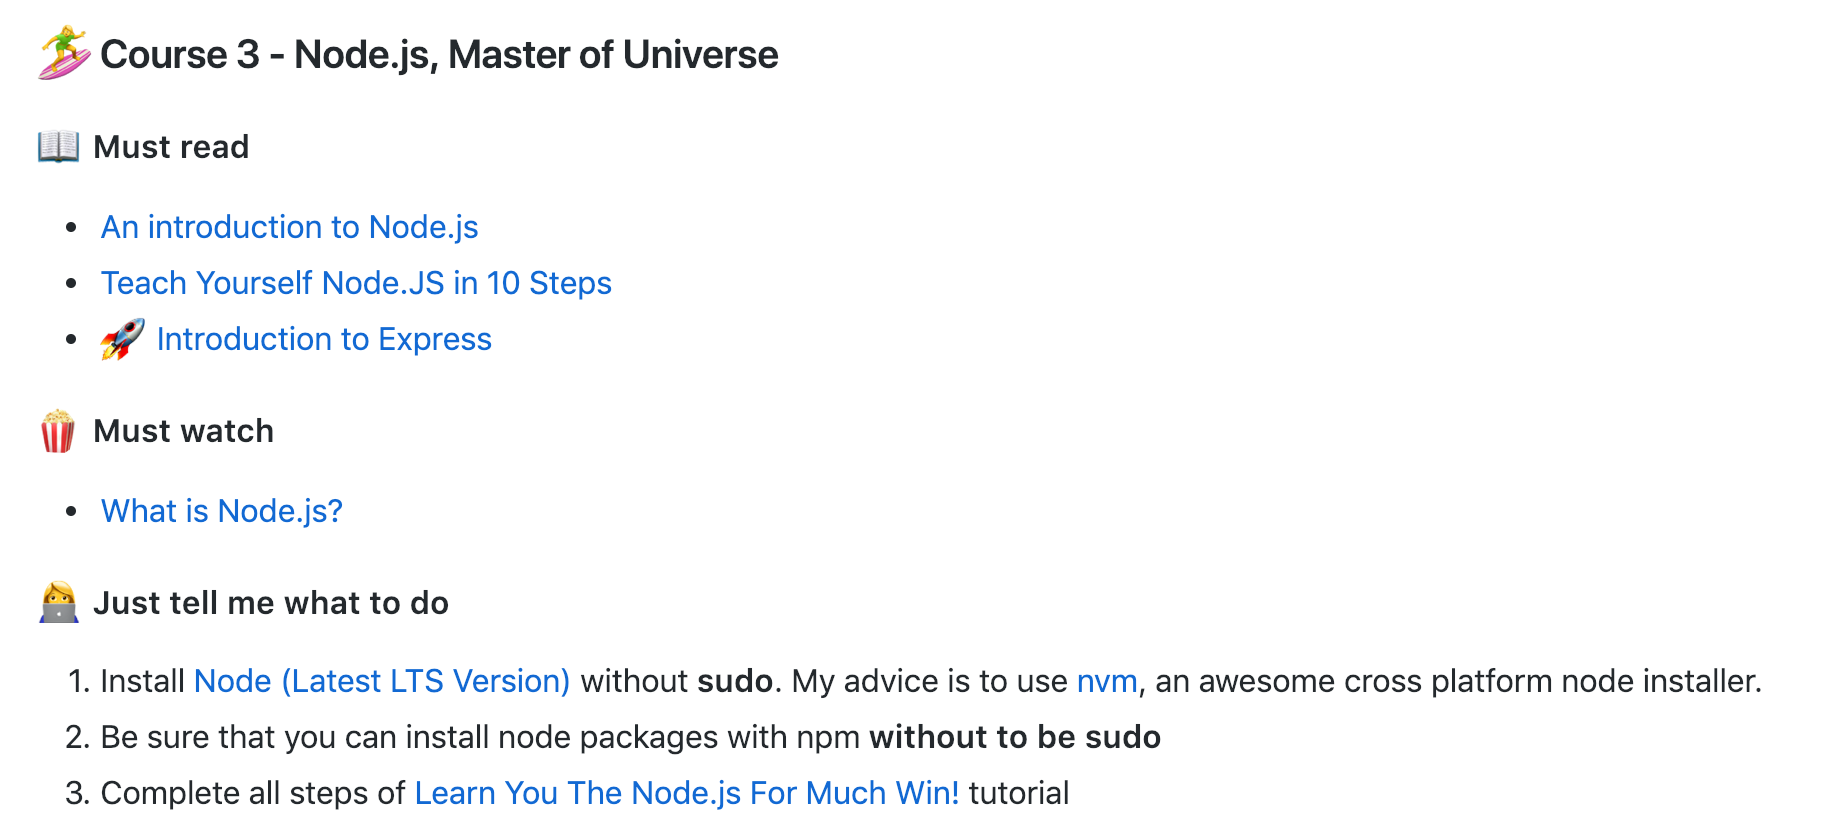 Course 3 - Node.js, Master of Universe
Must read
• An introduction to Node.js
• Teach Yourself Node.JS in 10 Steps
• Introduction to Express
Must watch
• What is Node.js?
Just tell me what to do
1. Install Node (Latest LTS Version) without sudo. My advice is to use nvm, an awesome cross platform node installer.
2. Be sure that you can install node packages with npm without to be sudo
3. Complete all steps of Learn You The Node.js For Much Win! tutorial